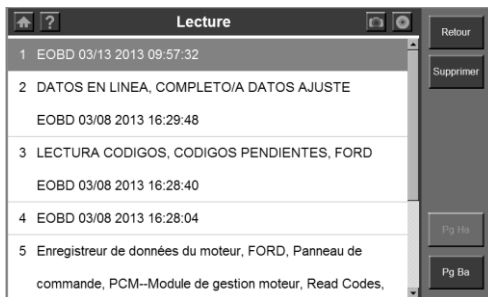 Lecture
Retour
Supprimer
1 EOBD 03/13 2013 09:57:32
2 DATOS EN LINEA, COMPLETO/A DATOS AJUSTE
EOBD 03/08 2013 16:29:48
3 LECTURA CODIGOS, CODIGOS PENDIENTES, FORD
EOBD 03/08 2013 16:28:40
4 EOBD 03/08 2013 16:28:04
5 Enregistreur de données du moteur, FORD, Panneau de
commande, PCM--Module de gestion moteur, Read Codes,
Pg Ha
Pg Ba